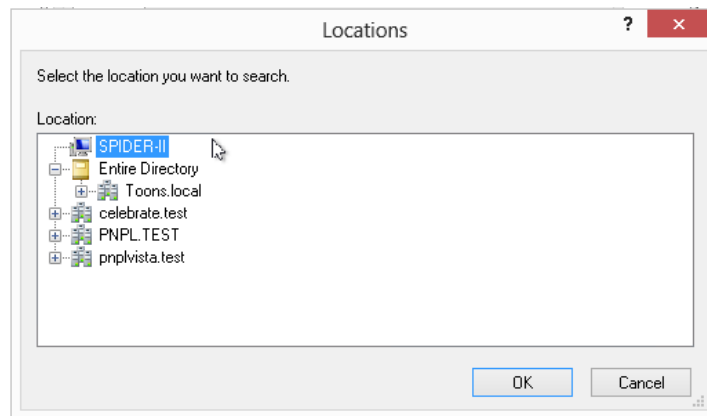 Locations
?
Select the location you want to search.
Location:
SPIDER-II
Entire Directory
Toons.local
celebrate.test
PNPL.TEST
pnplvista.test
OK
Cancel